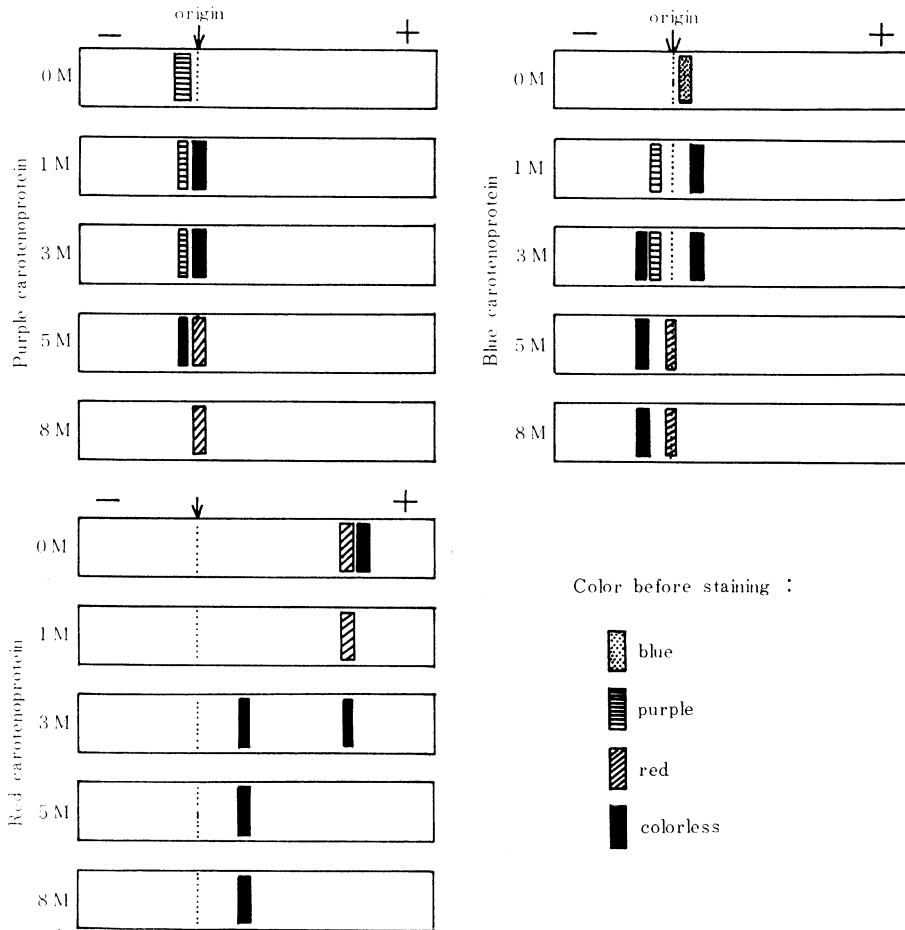 origin
− +
0 M
1 M
3 M
5 M
8 M
Purple carotenoprotein
origin
− +
0 M
1 M
3 M
5 M
8 M
Blue carotenoprotein
− +
0 M
1 M
3 M
5 M
8 M
Red carotenoprotein
Color before staining :
blue
purple
red
colorless